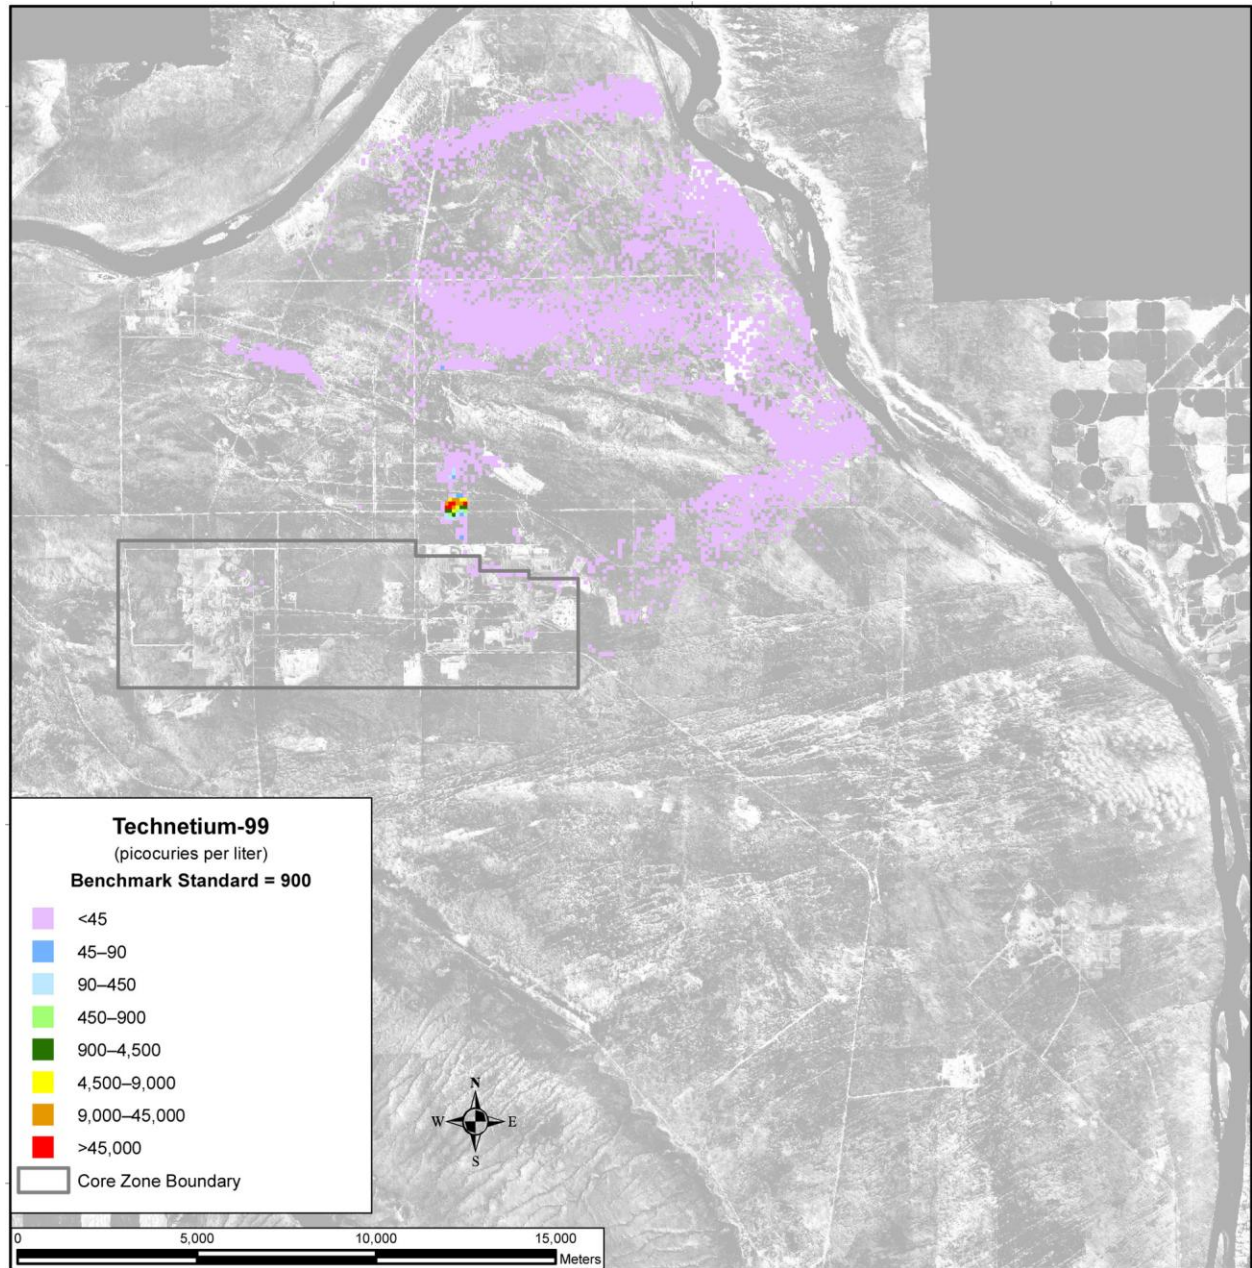 Technetium-99
(picocuries per liter)
Benchmark Standard = 900
<45
45–90
90–450
450–900
900–4,500
4,500–9,000
9,000–45,000
>45,000
Core Zone Boundary
N
W E
S
0 5,000 10,000 15,000
Meters